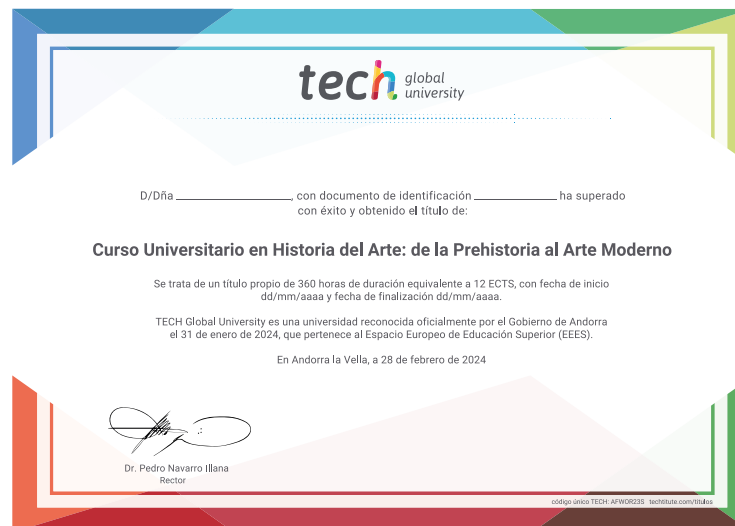 tech global university
D/Dña ____________________, con documento de identificación ______________ ha superado
con éxito y obtenido el título de:
Curso Universitario en Historia del Arte: de la Prehistoria al Arte Moderno
Se trata de un título propio de 360 horas de duración equivalente a 12 ECTS, con fecha de inicio
dd/mm/aaaa y fecha de finalización dd/mm/aaaa.
TECH Global University es una universidad reconocida oficialmente por el Gobierno de Andorra
el 31 de enero de 2024, que pertenece al Espacio Europeo de Educación Superior (EEES).
En Andorra la Vella, a 28 de febrero de 2024
Dr. Pedro Navarro Illana
Rector
código único TECH: AFWOR23S techtitute.com/titulos